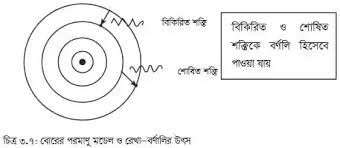 বিকিরিত শক্তি
শোষিত শক্তি
বিকিরিত ও শোষিত
শক্তিকে বর্ণালি হিসেবে
পাওয়া যায়
চিত্র ৩.৭: বোরের পরমাণু মডেল ও রেখা–বর্ণালির উৎস